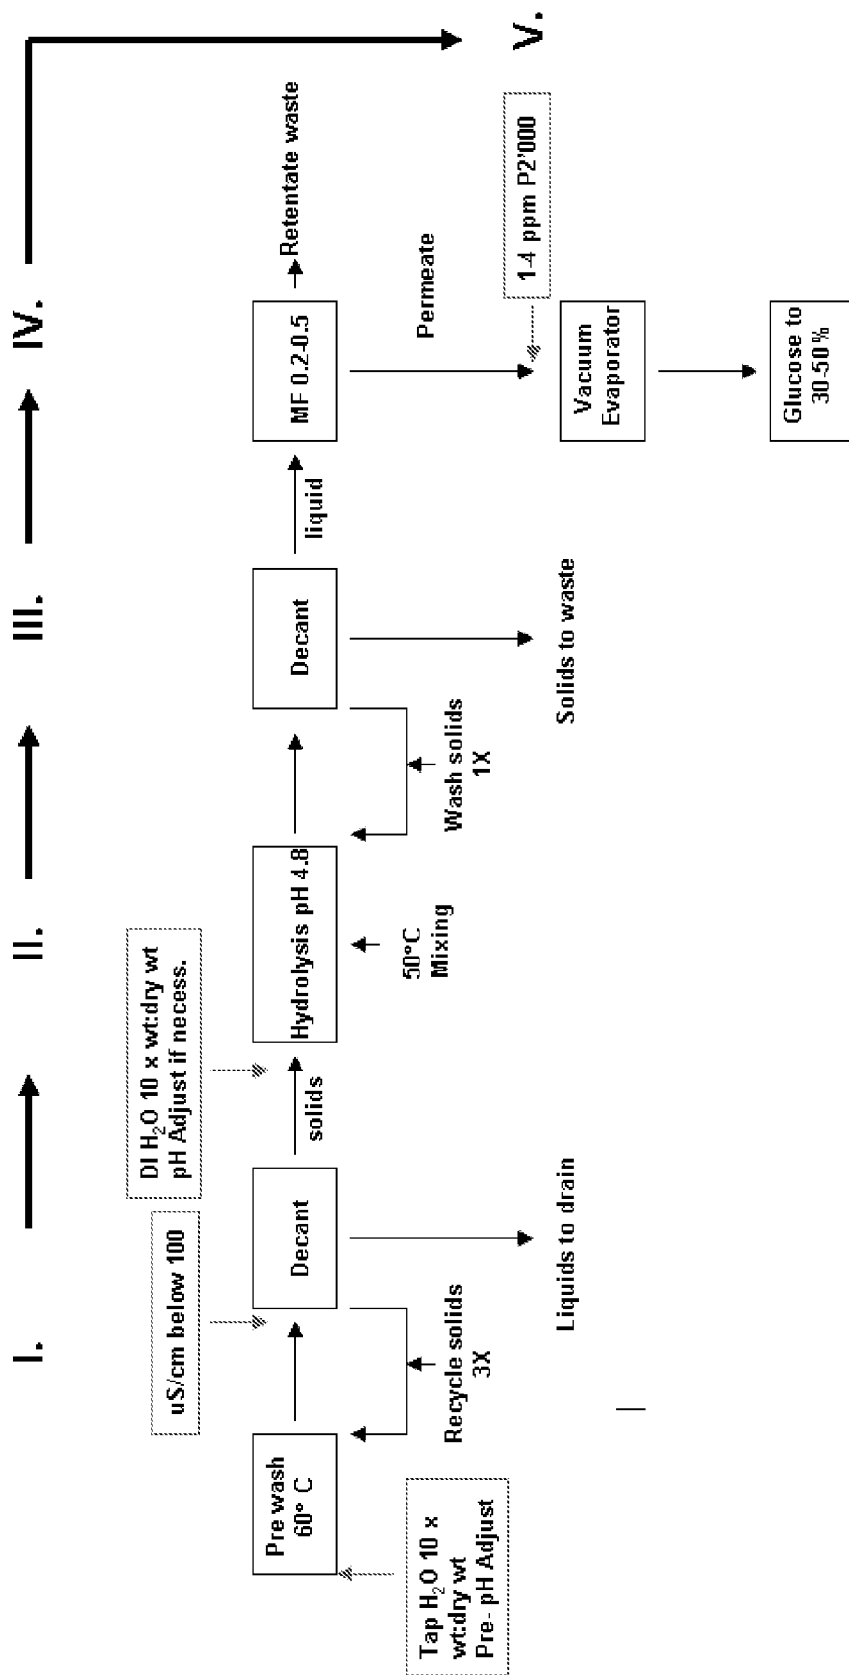 I.
II.
III.
IV.
V.
uS/cm below 100
DI H₂O 10 x wt:dry wt
pH Adjust if necess.
Pre wash
60° C
Decant
solids
Hydrolysis pH 4.8
Decant
liquid
MF 0.2-0.5
Retentate waste
Tap H₂O 10 x
wt:dry wt
Pre- pH Adjust
Recycle solids
3X
Liquids to drain
50°C
Mixing
Wash solids
1X
Solids to waste
Permeate
1-4 ppm P2'000
Vacuum
Evaporator
Glucose to
30-50%